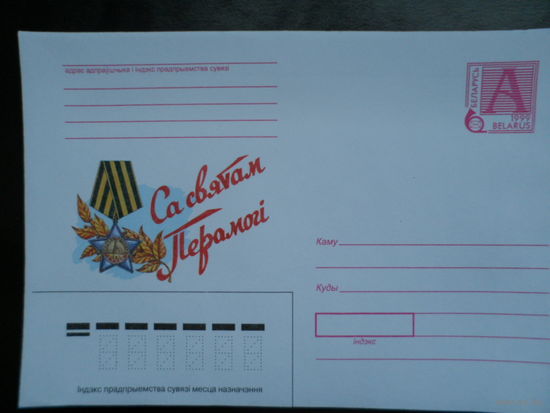 адрас адпраўшчыка і індэкс прадпрыемства сувязі
БЕЛАРУСЬ
А
1999
BELARUS
Са святам
Перамогі
Каму
Куды
індэкс
Індэкс прадпрыемства сувязі месца назначэння